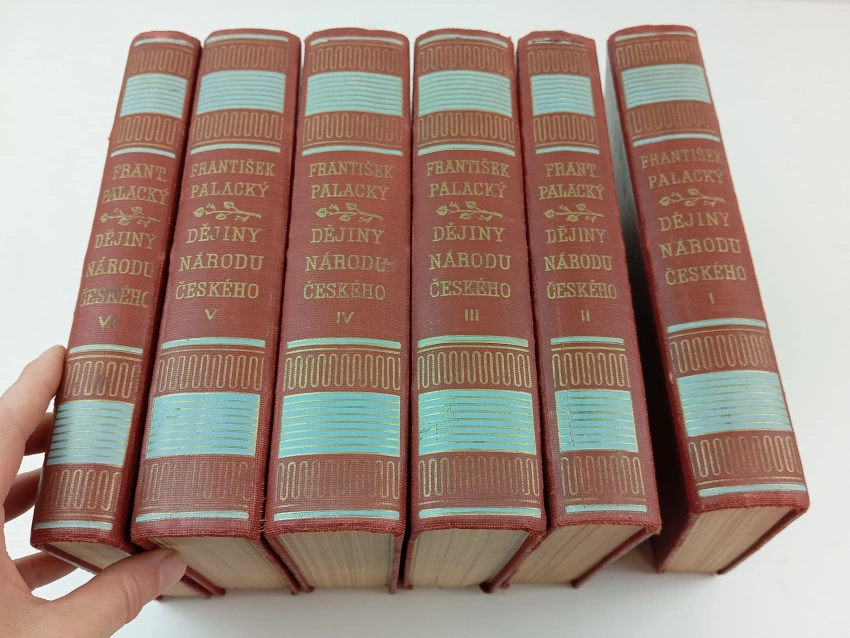 FRANT.
PALACKÝ
DĚJINY
NÁRODU
ČESKÉHO
VI
FRANTIŠEK
PALACKÝ
DĚJINY
NÁRODU
ČESKÉHO
V
FRANTIŠEK
PALACKÝ
DĚJINY
NÁRODU
ČESKÉHO
IV
FRANTIŠEK
PALACKÝ
DĚJINY
NÁRODU
ČESKÉHO
III
FRANT.
PALACKÝ
DĚJINY
NÁRODU
ČESKÉHO
II
FRANTIŠEK
PALACKÝ
DĚJINY
NÁRODU
ČESKÉHO
I